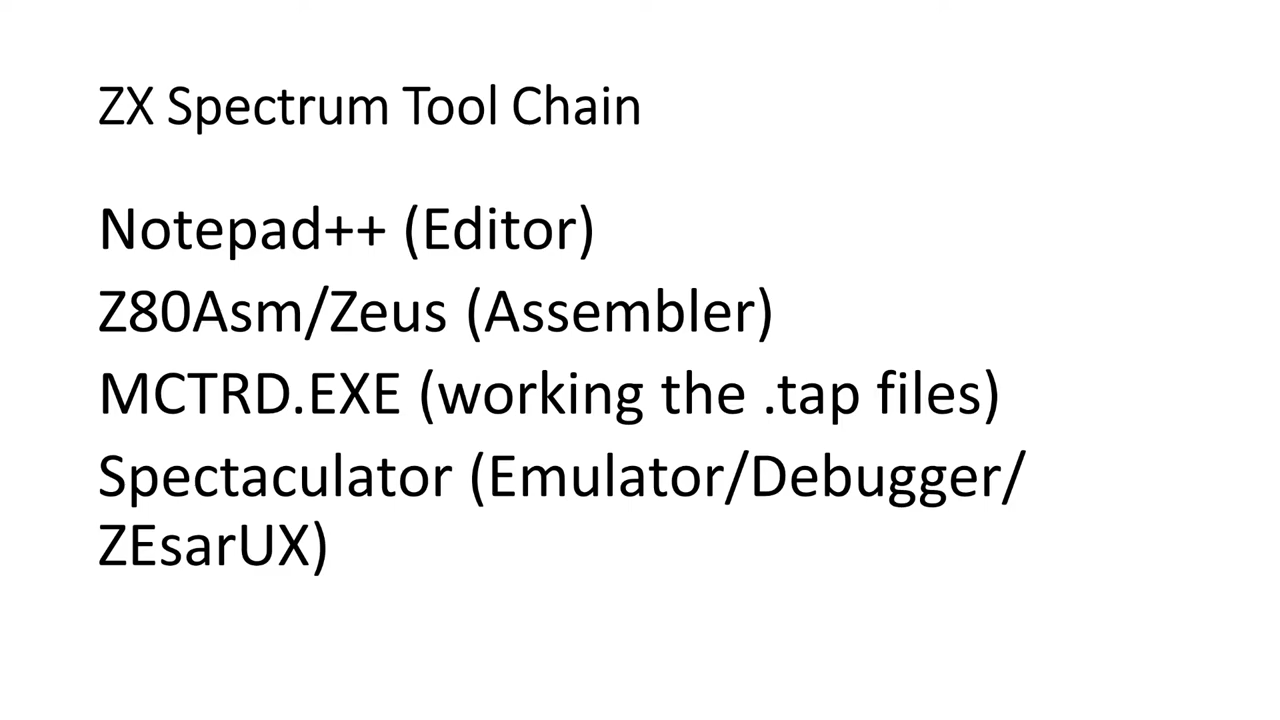 ZX Spectrum Tool Chain
Notepad++ (Editor)
Z80Asm/Zeus (Assembler)
MCTRD.EXE (working the .tap files)
Spectaculator (Emulator/Debugger/
ZEsarUX)